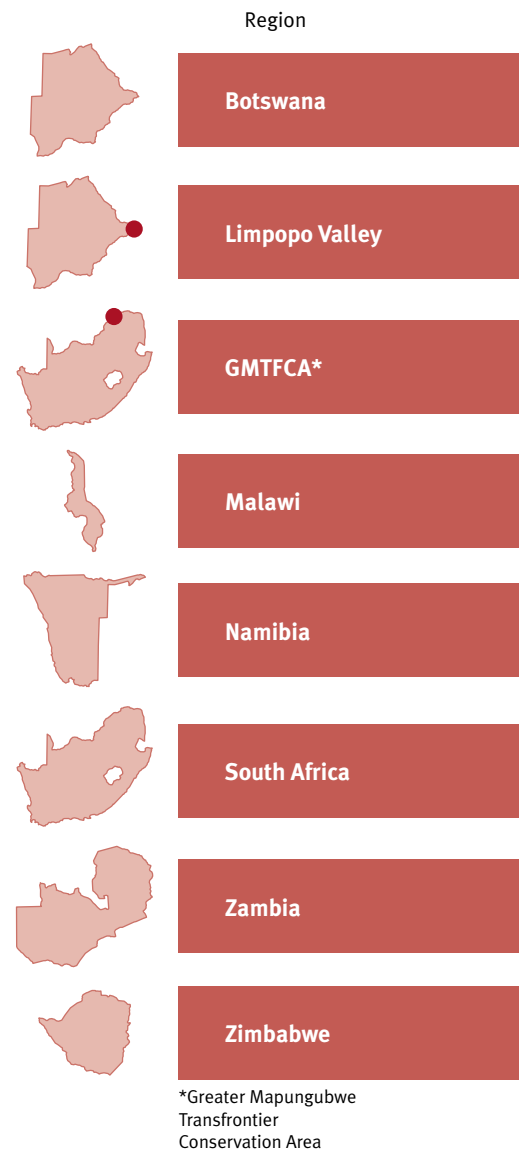 Region
Botswana
Limpopo Valley
GMTFCA*
Malawi
Namibia
South Africa
Zambia
Zimbabwe
*Greater Mapungubwe
Transfrontier
Conservation Area